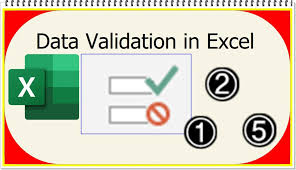 Data Validation in Excel
X
②
① ⑤